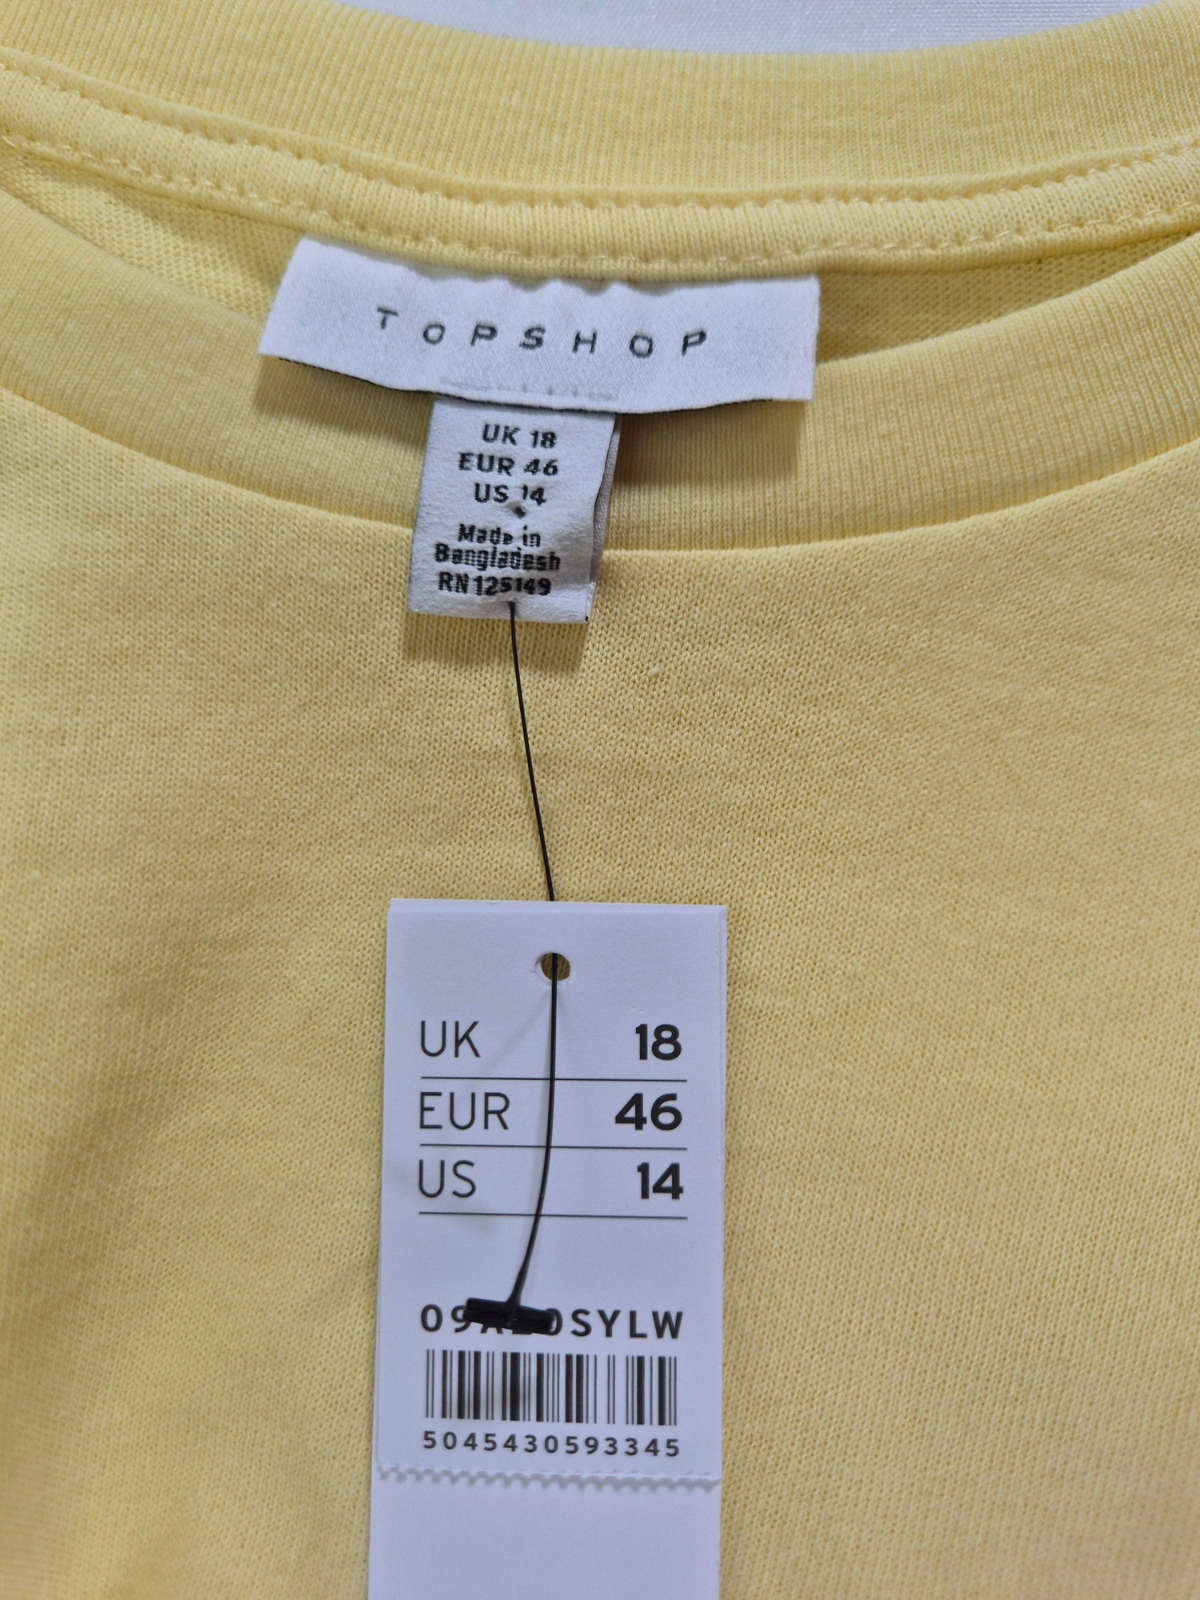 TOPSHOP
UK 18
EUR 46
US 14
Made in
Bangladesh
RN 125149
UK 18
EUR 46
US 14
5045430593345